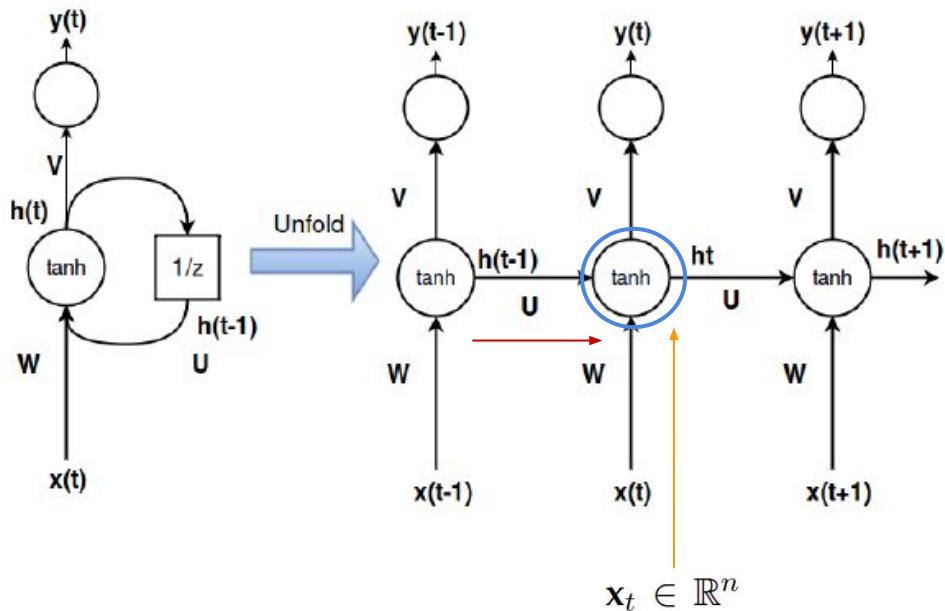 y(t)
V
h(t)
tanh
1/z
h(t-1)
W
U
x(t)
Unfold
y(t-1)
y(t)
y(t+1)
V
V
V
tanh
h(t-1)
U
tanh
ht
U
tanh
h(t+1)
W
W
W
x(t-1)
x(t)
x(t+1)
𝐱ₜ ∈ ℝⁿ